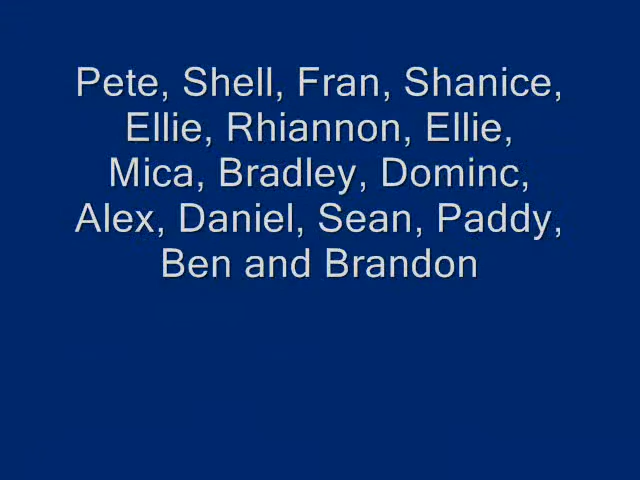 Pete, Shell, Fran, Shanice,
Ellie, Rhiannon, Ellie,
Mica, Bradley, Dominc,
Alex, Daniel, Sean, Paddy,
Ben and Brandon